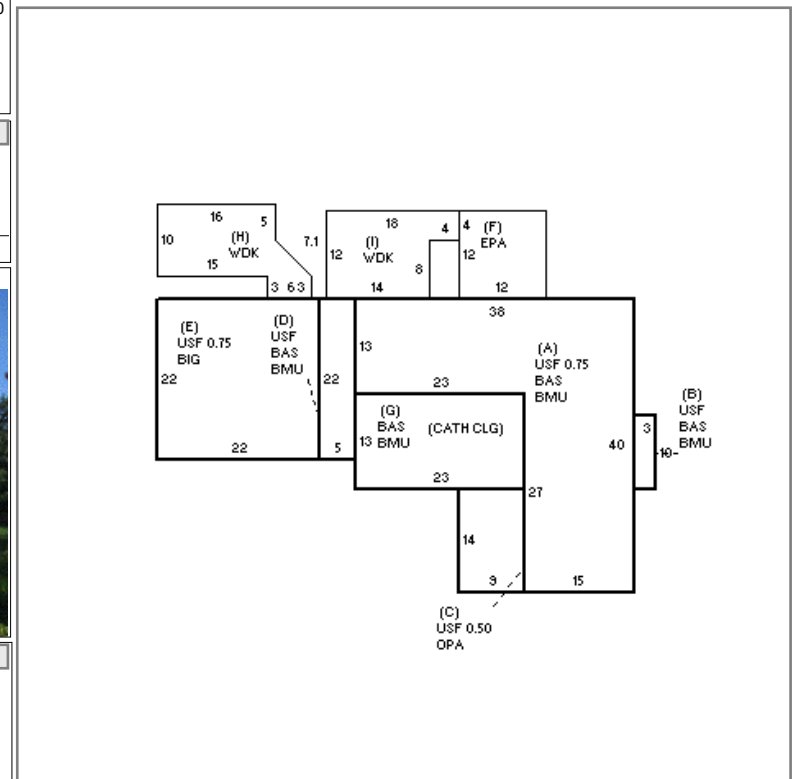 0
16
5
(H)
WDK
10
15
3
6
3
7.1
18
4
4
(F)
EPA
12
(I)
WDK
12
8
14
12
38
(E)
USF 0.75
BIG
(D)
USF
BAS
BMU
22
22
22
5
13
(A)
USF 0.75
BAS
BMU
23
(G)
BAS
BMU
(CATH CLG)
13
23
40
3
(B)
USF
BAS
BMU
10
27
14
9
15
(C)
USF 0.50
OPA